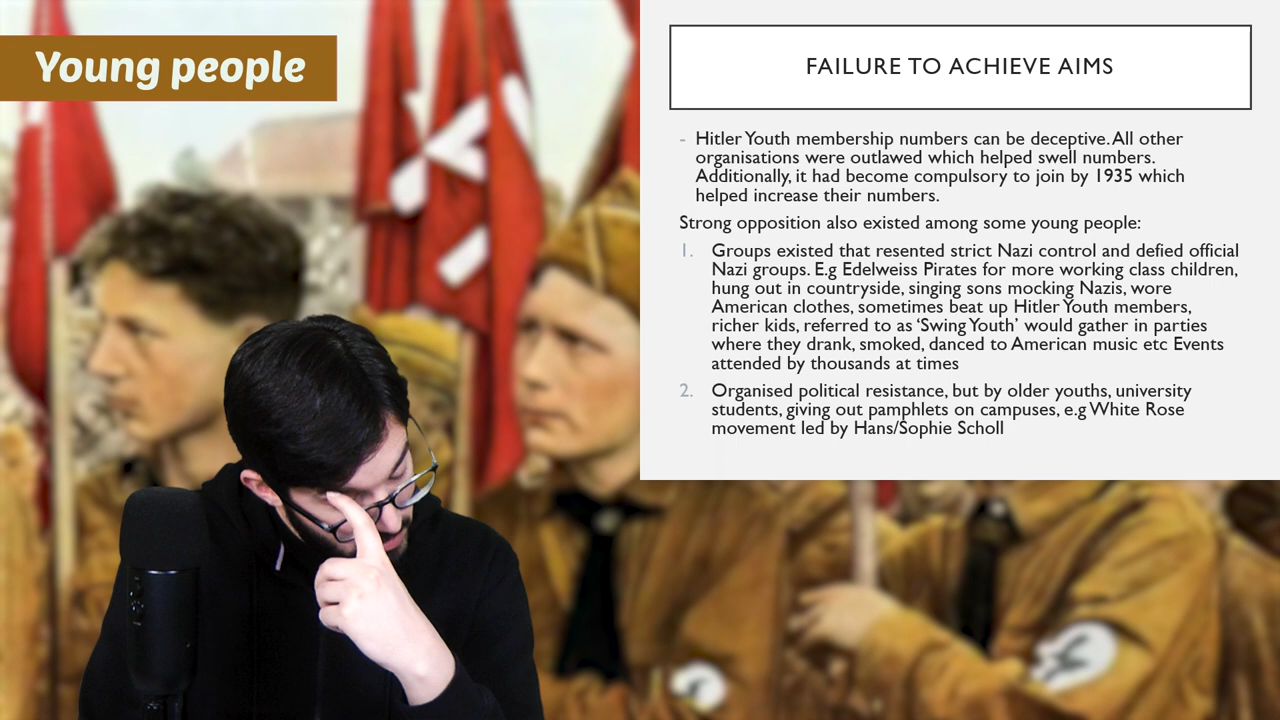 Young people
FAILURE TO ACHIEVE AIMS
- Hitler Youth membership numbers can be deceptive. All other
organisations were outlawed which helped swell numbers.
Additionally, it had become compulsory to join by 1935 which
helped increase their numbers.
Strong opposition also existed among some young people:
1. Groups existed that resented strict Nazi control and defied official
Nazi groups. E.g Edelweiss Pirates for more working class children,
hung out in countryside, singing sons mocking Nazis, wore
American clothes, sometimes beat up Hitler Youth members,
richer kids, referred to as ‘Swing Youth’ would gather in parties
where they drank, smoked, danced to American music etc Events
attended by thousands at times
2. Organised political resistance, but by older youths, university
students, giving out pamphlets on campuses, e.g White Rose
movement led by Hans/Sophie Scholl